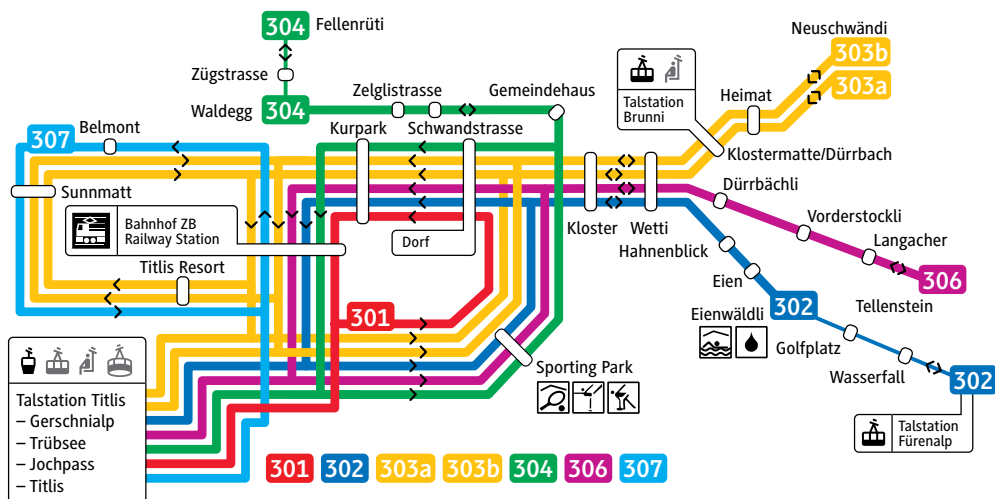 304 Fellenrüti
Zügstrasse
Waldegg 304
Zelglistrasse
Gemeindehaus
Kurpark
Schwandstrasse
307
Belmont
Sunnmatt
Bahnhof ZB
Railway Station
Titlis Resort
Dorf
301
Talstation
Brunni
Neuschwändi
303b
303a
Heimat
Klostermatte/Dürrbach
Kloster
Wetti
Dürrbächli
Vorderstockli
Langacher
306
Hahnenblick
Eien
302
Tellenstein
Eienwäldli
Golfplatz
Wasserfall
302
Talstation
Fürenalp
Sporting Park
Talstation Titlis
– Gerschnialp
– Trübsee
– Jochpass
– Titlis
301 302 303a 303b 304 306 307